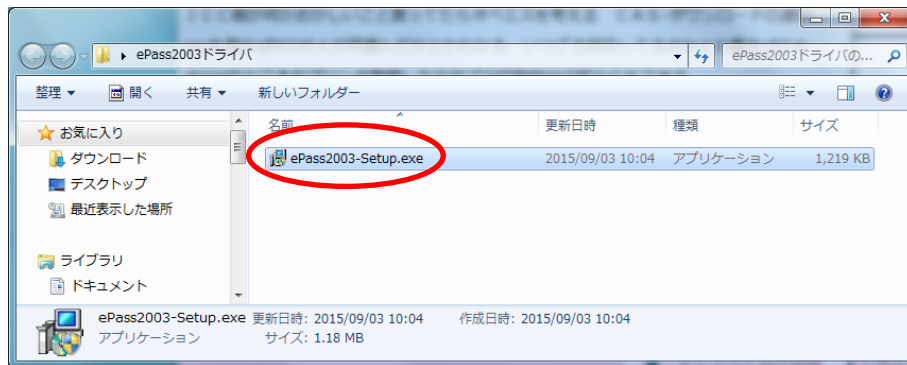 ePass2003ドライバ
ePass2003ドライバの...
整理
開く
共有
新しいフォルダー
お気に入り
ダウンロード
デスクトップ
最近表示した場所
ライブラリ
ドキュメント
名前
更新日時
種類
サイズ
ePass2003-Setup.exe
2015/09/03 10:04
アプリケーション
1,219 KB
ePass2003-Setup.exe 更新日時: 2015/09/03 10:04 作成日時: 2015/09/03 10:04
アプリケーション サイズ: 1.18 MB